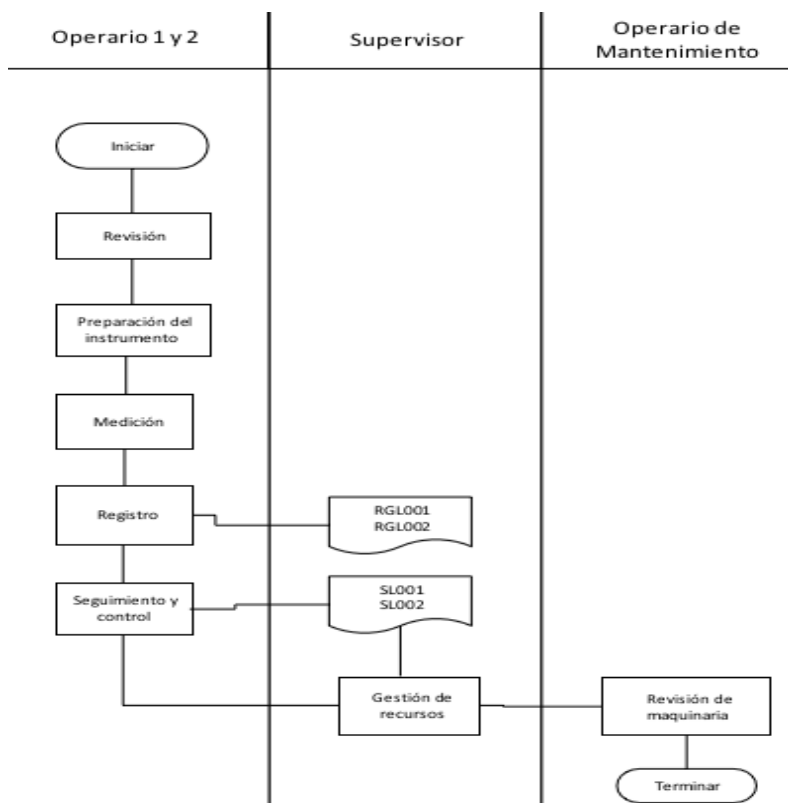 Operario 1 y 2
Supervisor
Operario de
Mantenimiento
Iniciar
Revisión
Preparación del
instrumento
Medición
Registro
RGL001
RGL002
Seguimiento y
control
SL001
SL002
Gestión de
recursos
Revisión de
maquinaria
Terminar